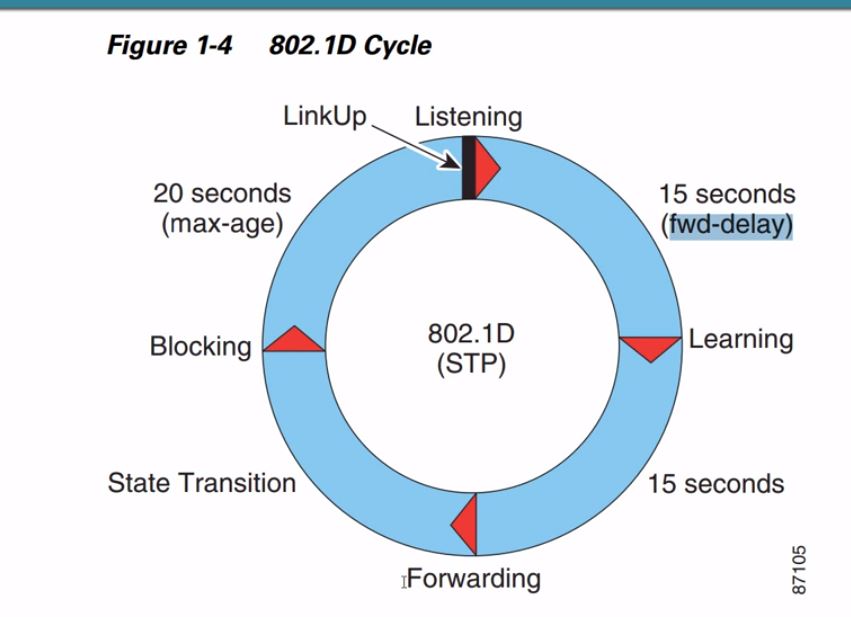 Figure 1-4 802.1D Cycle
LinkUp
Listening
20 seconds
(max-age)
15 seconds
(fwd-delay)
Blocking
802.1D
(STP)
Learning
State Transition
15 seconds
Forwarding
87105